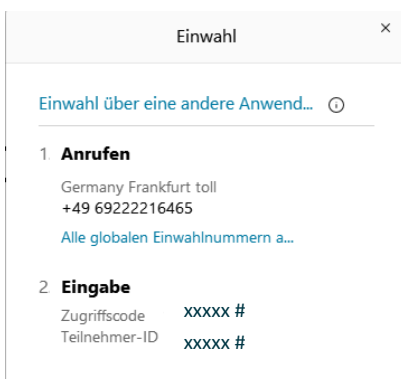 Einwahl
Einwahl über eine andere Anwend...
1. Anrufen
Germany Frankfurt toll
+49 69222216465
Alle globalen Einwahlnummern a...
2. Eingabe
Zugriffscode xxxxx #
Teilnehmer-ID xxxxx #